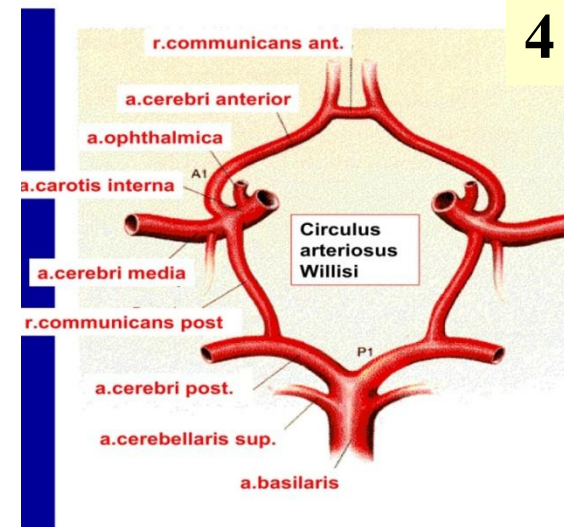 4
r.communicans ant.
a.cerebri anterior
a.ophthalmica
A1
a.carotis interna
Circulus
arteriosus
Willisi
a.cerebri media
r.communicans post
P1
a.cerebri post.
a.cerebellaris sup.
a.basilaris